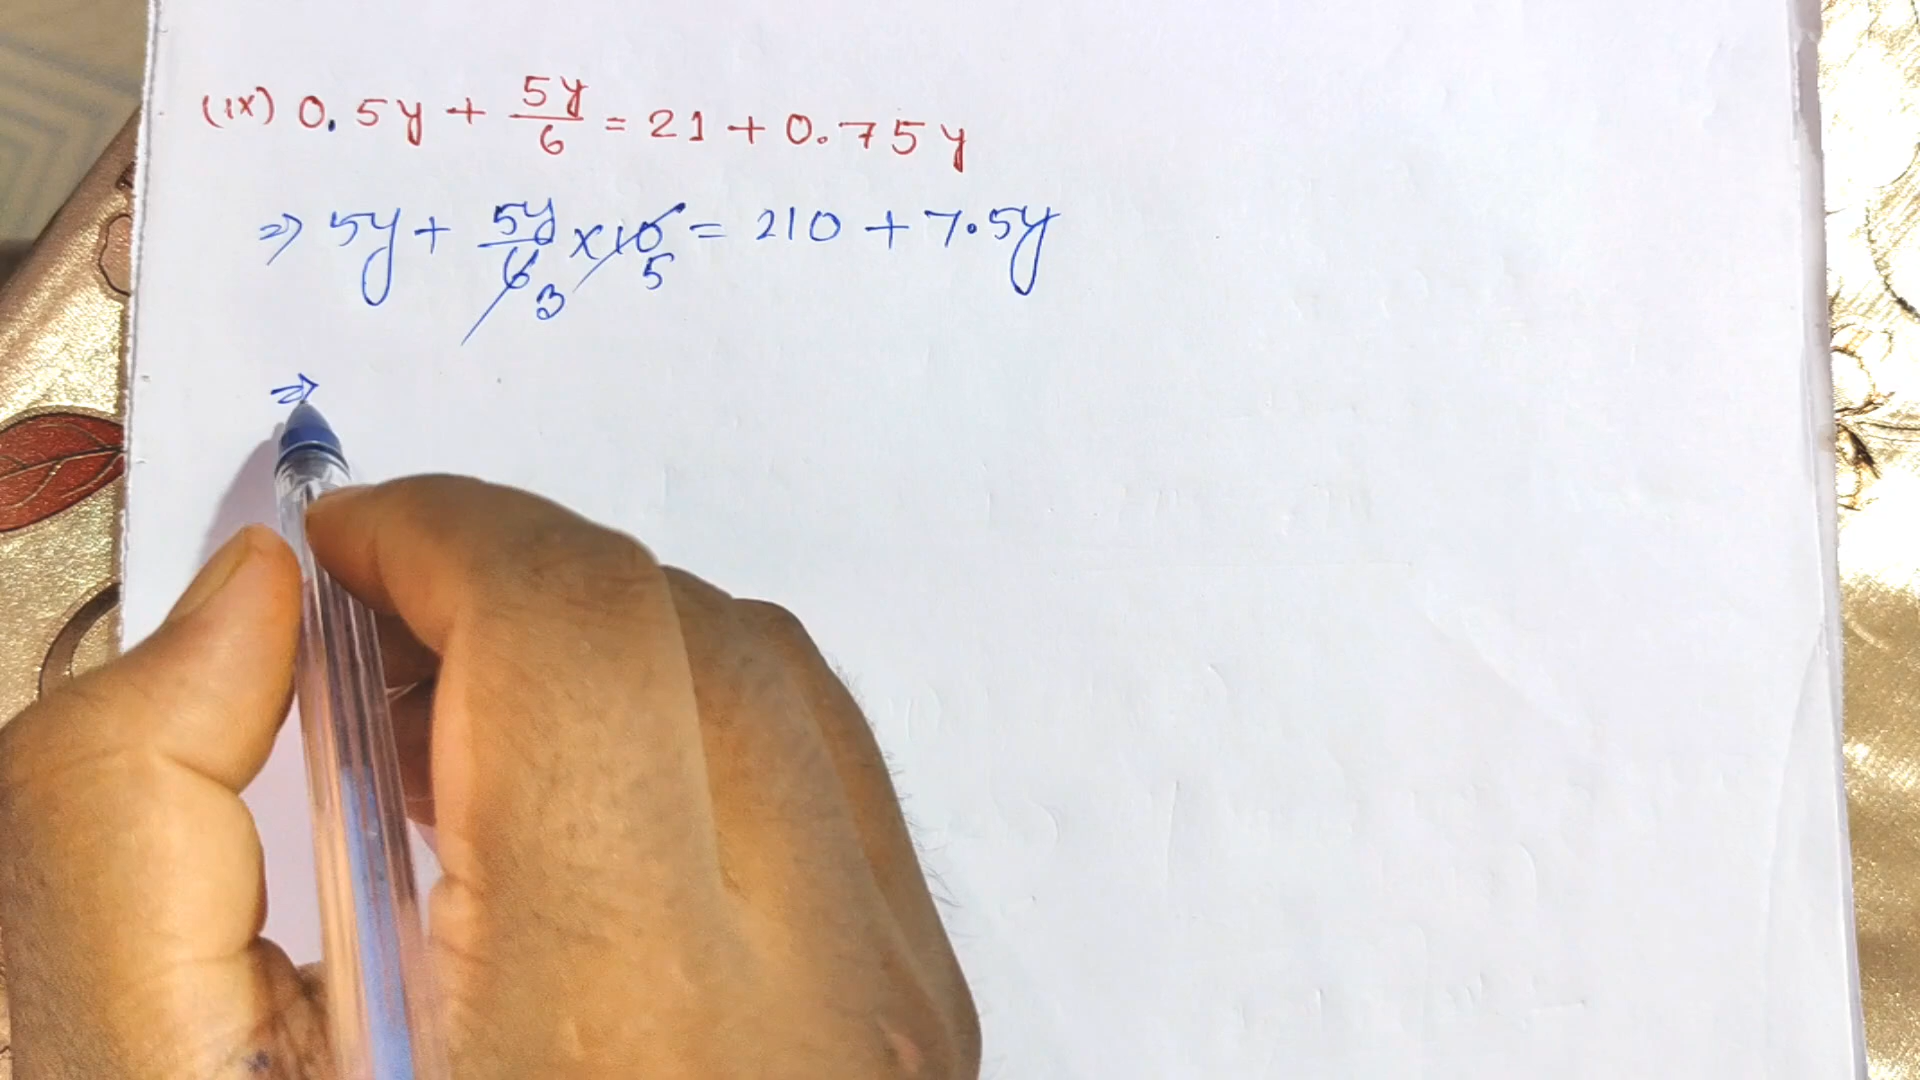 (ix) 0.5y + 5y/6 = 21 + 0.75y
⇒ 5y + 5y/6 3 × 10 5 = 210 + 7.5y
⇒